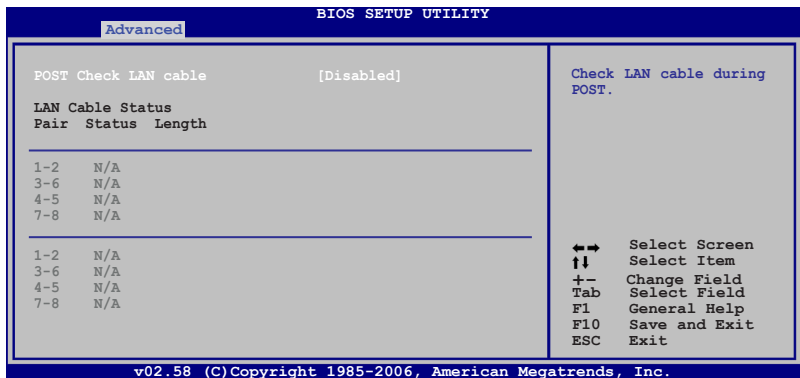 BIOS SETUP UTILITY
Advanced
POST Check LAN cable [Disabled]
LAN Cable Status
Pair Status Length
1-2 N/A
3-6 N/A
4-5 N/A
7-8 N/A
1-2 N/A
3-6 N/A
4-5 N/A
7-8 N/A
Check LAN cable during
POST.
←→ Select Screen
↑↓ Select Item
+- Change Field
Tab Select Field
F1 General Help
F10 Save and Exit
ESC Exit
v02.58 (C)Copyright 1985-2006, American Megatrends, Inc.